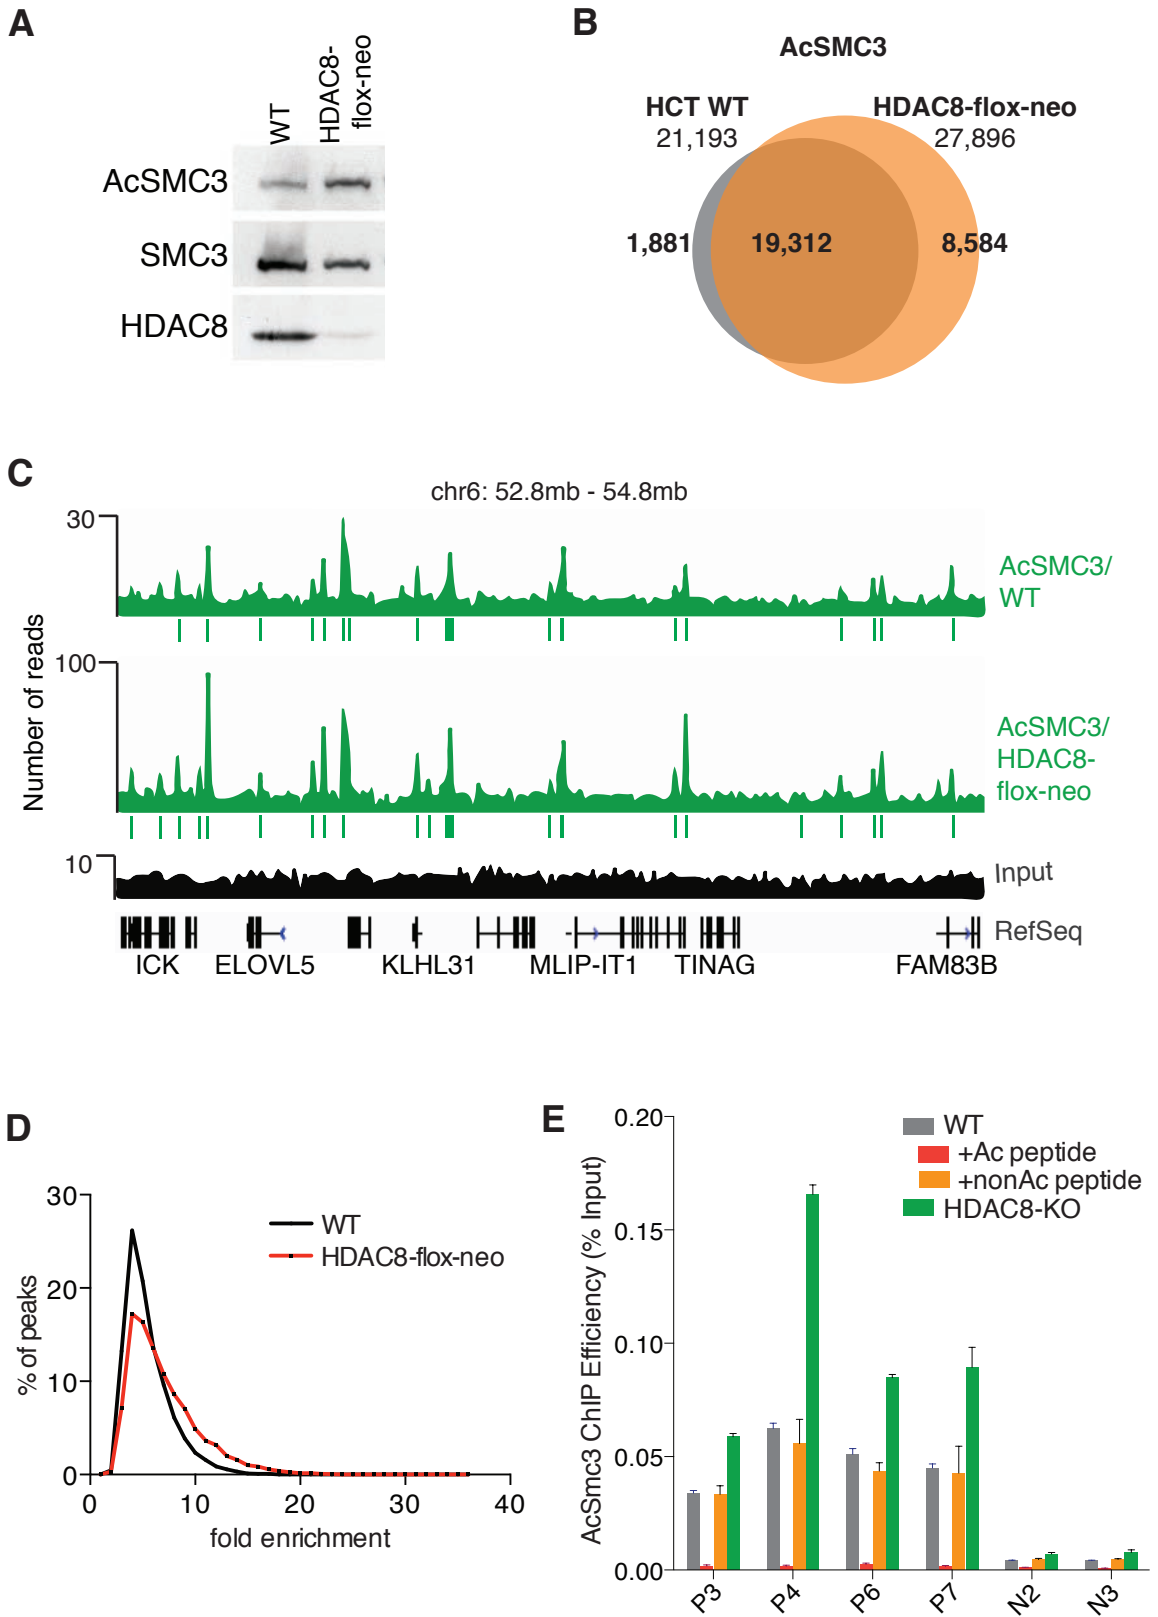 A
WT
HDAC8-
flox-neo
AcSMC3
SMC3
HDAC8
B
AcSMC3
HCT WT
21,193
HDAC8-flox-neo
27,896
1,881
19,312
8,584
C
chr6: 52.8mb - 54.8mb
Number of reads
30
AcSMC3/
WT
100
AcSMC3/
HDAC8-
flox-neo
10
Input
RefSeq
ICK ELOVL5 KLHL31 MLIP-IT1 TINAG FAM83B
D
% of peaks
30
20
10
0
0 10 20 30 40
fold enrichment
WT
HDAC8-flox-neo
E
AcSmc3 ChIP Efficiency (% Input)
0.20
0.15
0.10
0.05
0.00
WT
+Ac peptide
+nonAc peptide
HDAC8-KO
P3 P4 P6 P7 N2 N3